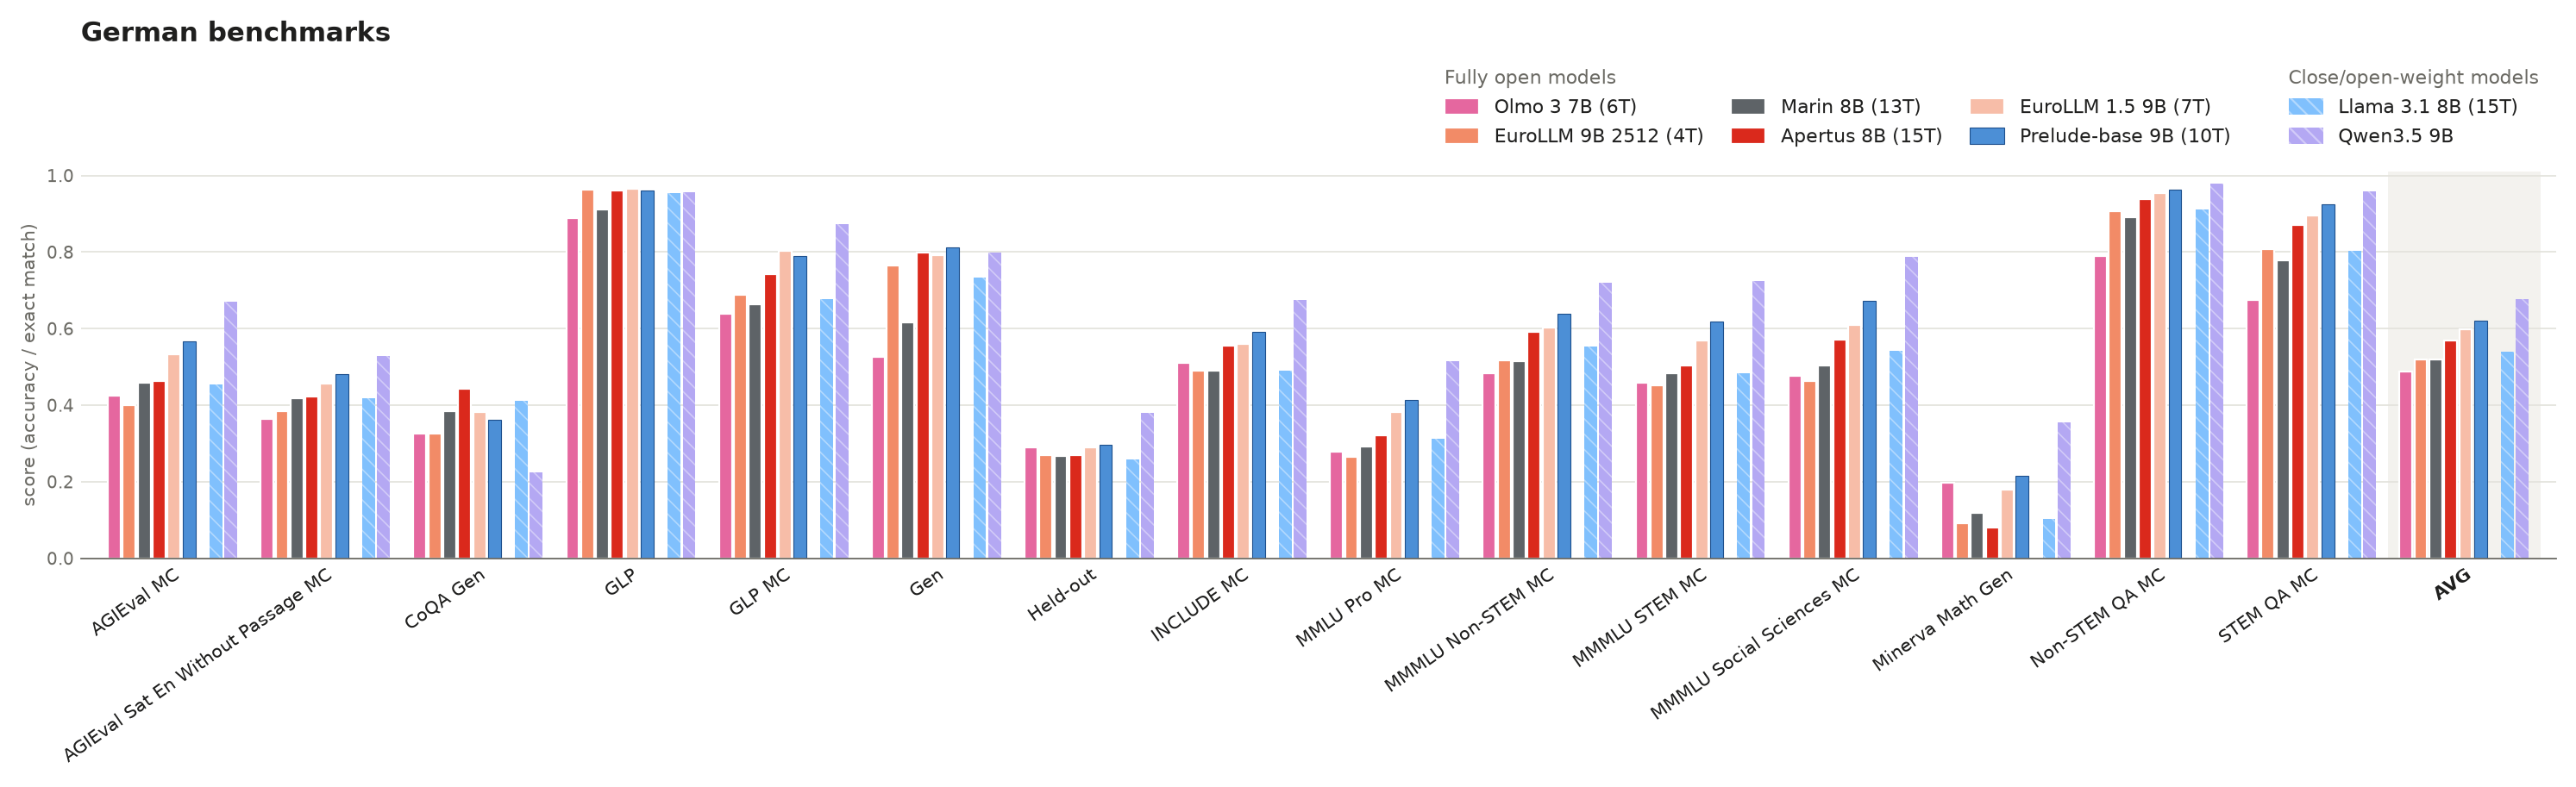 German benchmarks
Fully open models
Close/open-weight models
Olmo 3 7B (6T)
Marin 8B (13T)
EuroLLM 1.5 9B (7T)
Llama 3.1 8B (15T)
EuroLLM 9B 2512 (4T)
Apertus 8B (15T)
Prelude-base 9B (10T)
Qwen3.5 9B
score (accuracy / exact match)
1.0
0.8
0.6
0.4
0.2
0.0
AGIEval MC
AGIEval Sat En Without Passage MC
CoQA Gen
GLP
GLP MC
Gen
Held-out
INCLUDE MC
MMLU Pro MC
MMMLU Non-STEM MC
MMMLU STEM MC
MMMLU Social Sciences MC
Minerva Math Gen
Non-STEM QA MC
STEM QA MC
AVG